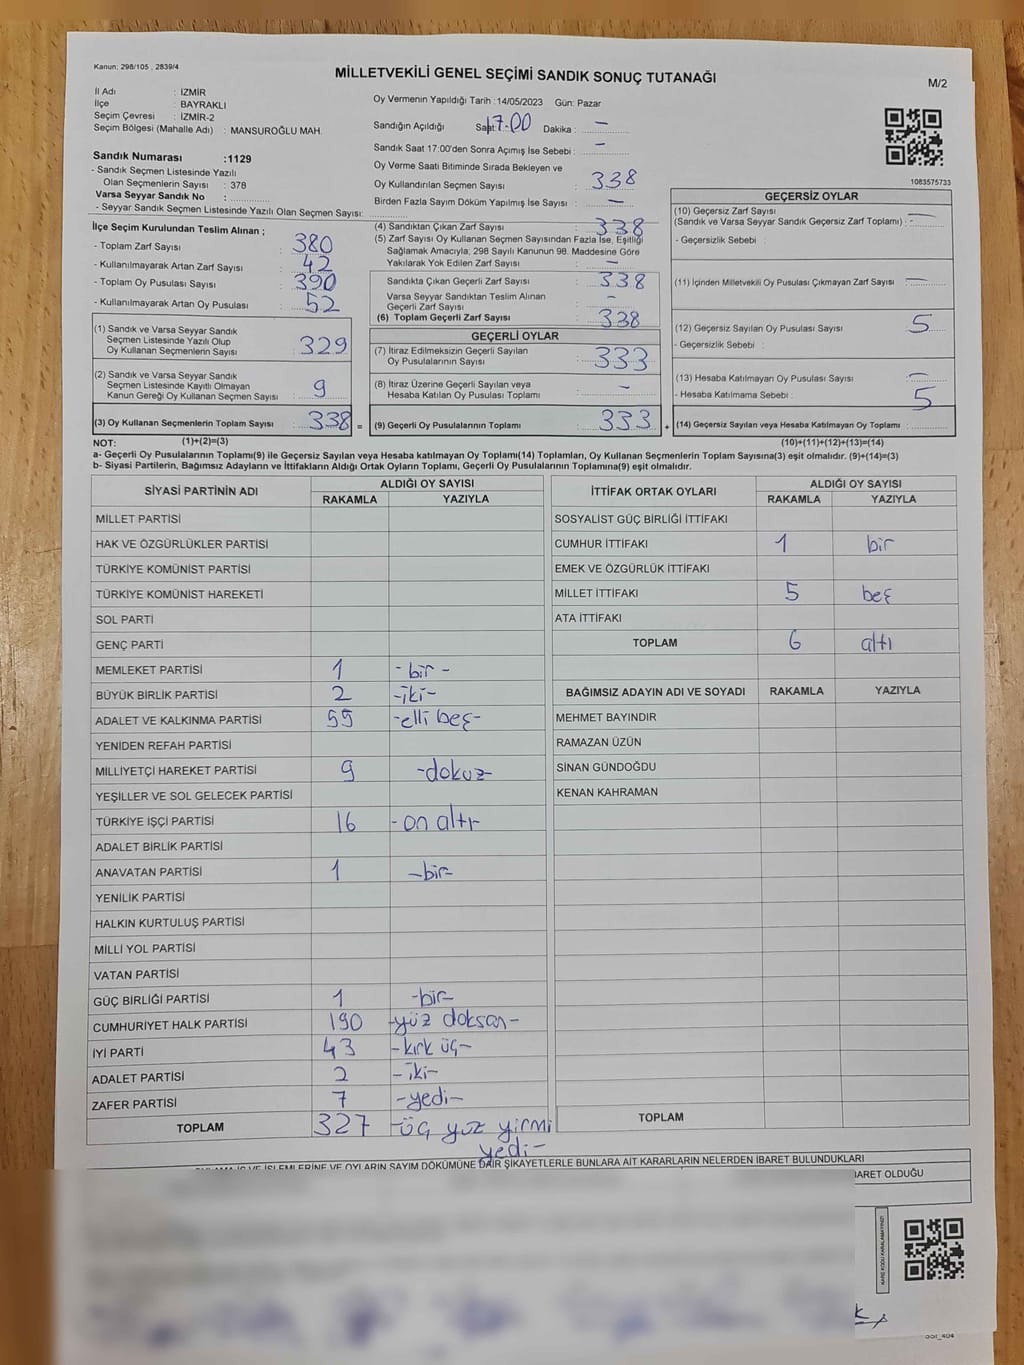 Kanun: 298/105 , 2839/4
MİLLETVEKİLİ GENEL SEÇİMİ SANDIK SONUÇ TUTANAĞI
M/2
İl Adı : İZMİR
İlçe : BAYRAKLI
Seçim Çevresi : İZMİR-2
Seçim Bölgesi (Mahalle Adı) : MANSUROĞLU MAH.
Oy Vermenin Yapıldığı Tarih :14/05/2023 Gün: Pazar
Sandığın Açıldığı Saat 17.00 Dakika : –
Sandık Saat 17:00'den Sonra Açımış İse Sebebi : –
Oy Verme Saati Bitiminde Sırada Bekleyen ve
Oy Kullandırılan Seçmen Sayısı : 338
Birden Fazla Sayım Döküm Yapılmış İse Sayısı : –
1083575733
Sandık Numarası :1129
- Sandık Seçmen Listesinde Yazılı
Olan Seçmenlerin Sayısı : 378
Varsa Seyyar Sandık No :
- Seyyar Sandık Seçmen Listesinde Yazılı Olan Seçmen Sayısı:
İlçe Seçim Kurulundan Teslim Alınan ;
- Toplam Zarf Sayısı : 380
- Kullanılmayarak Artan Zarf Sayısı : 42
- Toplam Oy Pusulası Sayısı : 390
- Kullanılmayarak Artan Oy Pusulası : 52
(1) Sandık ve Varsa Seyyar Sandık
Seçmen Listesinde Yazılı Olup
Oy Kullanan Seçmenlerin Sayısı : 329
(2) Sandık ve Varsa Seyyar Sandık
Seçmen Listesinde Kayıtlı Olmayan
Kanun Gereği Oy Kullanan Seçmen Sayısı : 9
(3) Oy Kullanan Seçmenlerin Toplam Sayısı : 338 =
(4) Sandıktan Çıkan Zarf Sayısı : 338
(5) Zarf Sayısı Oy Kullanan Seçmen Sayısından Fazla İse, Eşitliği
Sağlamak Amacıyla; 298 Sayılı Kanunun 98. Maddesine Göre
Yakılarak Yok Edilen Zarf Sayısı : –
Sandıkta Çıkan Geçerli Zarf Sayısı : 338
Varsa Seyyar Sandıktan Teslim Alınan
Geçerli Zarf Sayısı : –
(6) Toplam Geçerli Zarf Sayısı : 338
GEÇERLİ OYLAR
(7) İtiraz Edilmeksizin Geçerli Sayılan
Oy Pusulalarının Sayısı : 333
(8) İtiraz Üzerine Geçerli Sayılan veya
Hesaba Katılan Oy Pusulası Toplamı : –
(9) Geçerli Oy Pusulalarının Toplamı : 333 +
GEÇERSİZ OYLAR
(10) Geçersiz Zarf Sayısı
(Sandık ve Varsa Seyyar Sandık Geçersiz Zarf Toplamı) : –
- Geçersizlik Sebebi :
(11) İçinden Milletvekili Oy Pusulası Çıkmayan Zarf Sayısı : –
(12) Geçersiz Sayılan Oy Pusulası Sayısı : 5
- Geçersizlik Sebebi :
(13) Hesaba Katılmayan Oy Pusulası Sayısı : –
- Hesaba Katılmama Sebebi : 5
(14) Geçersiz Sayılan veya Hesaba Katılmayan Oy Toplamı :
NOT: (1)+(2)=(3) (10)+(11)+(12)+(13)=(14)
a- Geçerli Oy Pusulalarının Toplamı(9) ile Geçersiz Sayılan veya Hesaba katılmayan Oy Toplamı(14) Toplamları, Oy Kullanan Seçmenlerin Toplam Sayısına(3) eşit olmalıdır. (9)+(14)=(3)
b- Siyasi Partilerin, Bağımsız Adayların ve İttifakların Aldığı Ortak Oyların Toplamı, Geçerli Oy Pusulalarının Toplamına(9) eşit olmalıdır.
SİYASİ PARTİNİN ADI ALDIĞI OY SAYISI
RAKAMLA YAZIYLA
MİLLET PARTİSİ
HAK VE ÖZGÜRLÜKLER PARTİSİ
TÜRKİYE KOMÜNİST PARTİSİ
TÜRKİYE KOMÜNİST HAREKETİ
SOL PARTİ
GENÇ PARTİ
MEMLEKET PARTİSİ 1 - bir -
BÜYÜK BİRLİK PARTİSİ 2 -iki-
ADALET VE KALKINMA PARTİSİ 55 -elli beş-
YENİDEN REFAH PARTİSİ
MİLLİYETÇİ HAREKET PARTİSİ 9 -dokuz-
YEŞİLLER VE SOL GELECEK PARTİSİ
TÜRKİYE İŞÇİ PARTİSİ 16 -on altı-
ADALET BİRLİK PARTİSİ
ANAVATAN PARTİSİ 1 -bir-
YENİLİK PARTİSİ
HALKIN KURTULUŞ PARTİSİ
MİLLİ YOL PARTİSİ
VATAN PARTİSİ
GÜÇ BİRLİĞİ PARTİSİ 1 -bir-
CUMHURİYET HALK PARTİSİ 190 -yüz doksan-
İYİ PARTİ 43 -kırk üç-
ADALET PARTİSİ 2 -iki-
ZAFER PARTİSİ 7 -yedi-
TOPLAM 327 -üç yüz yirmi
yedi-
İTTİFAK ORTAK OYLARI ALDIĞI OY SAYISI
RAKAMLA YAZIYLA
SOSYALİST GÜÇ BİRLİĞİ İTTİFAKI
CUMHUR İTTİFAKI 1 bir
EMEK VE ÖZGÜRLÜK İTTİFAKI
MİLLET İTTİFAKI 5 beş
ATA İTTİFAKI
TOPLAM 6 altı
BAĞIMSIZ ADAYIN ADI VE SOYADI RAKAMLA YAZIYLA
MEHMET BAYINDIR
RAMAZAN ÜZÜN
SİNAN GÜNDOĞDU
KENAN KAHRAMAN
TOPLAM
İŞLEMLERİNE VE OYLARIN SAYIM DÖKÜMÜNE DAİR ŞİKAYETLERLE BUNLARA AİT KARARLARIN NELERDEN İBARET BULUNDUKLARI
İBARET OLDUĞU
KARE KODU KARALAMAYINIZ!